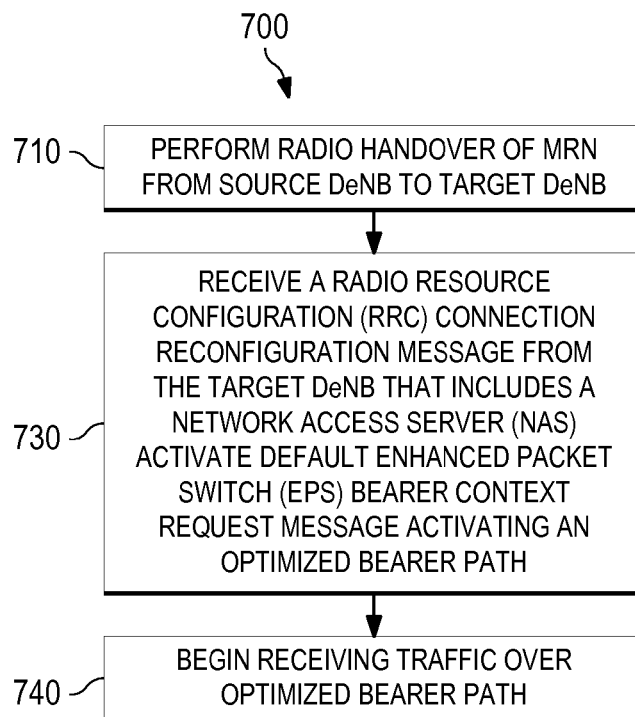 700
710
PERFORM RADIO HANDOVER OF MRN
FROM SOURCE DeNB TO TARGET DeNB
730
RECEIVE A RADIO RESOURCE
CONFIGURATION (RRC) CONNECTION
RECONFIGURATION MESSAGE FROM
THE TARGET DeNB THAT INCLUDES A
NETWORK ACCESS SERVER (NAS)
ACTIVATE DEFAULT ENHANCED PACKET
SWITCH (EPS) BEARER CONTEXT
REQUEST MESSAGE ACTIVATING AN
OPTIMIZED BEARER PATH
740
BEGIN RECEIVING TRAFFIC OVER
OPTIMIZED BEARER PATH